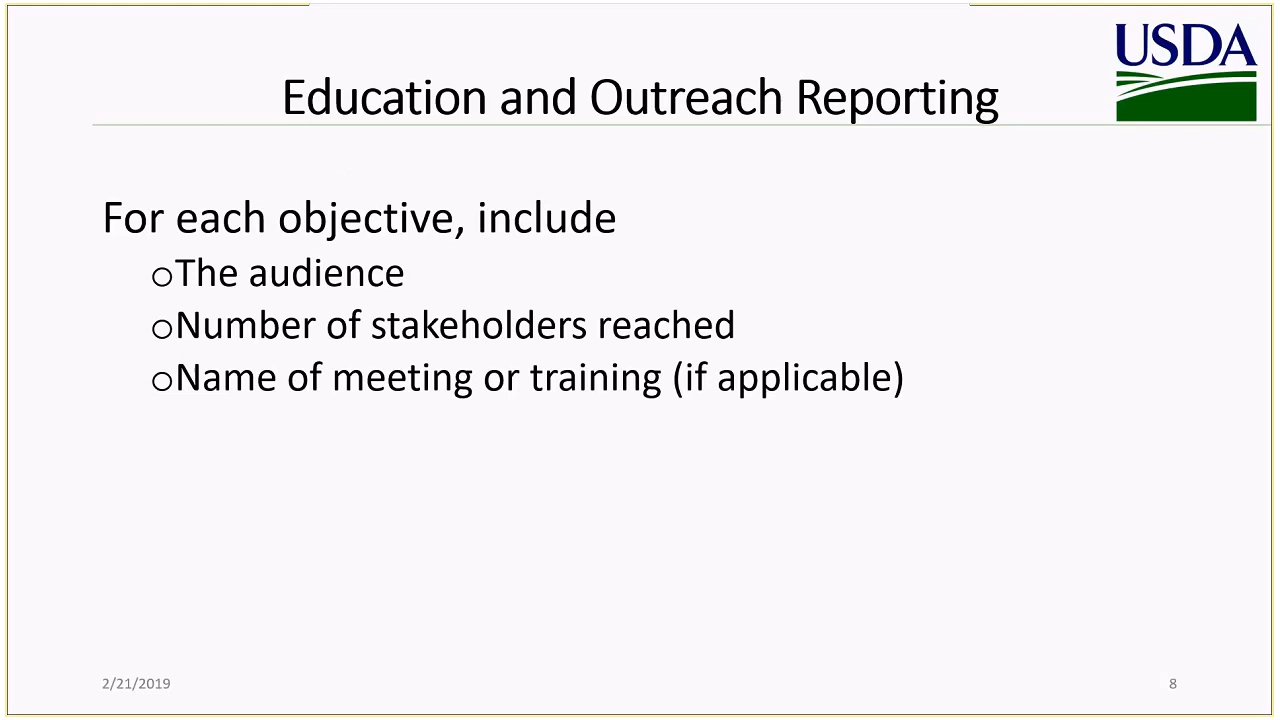 USDA
Education and Outreach Reporting
For each objective, include
oThe audience
oNumber of stakeholders reached
oName of meeting or training (if applicable)
2/21/2019
8